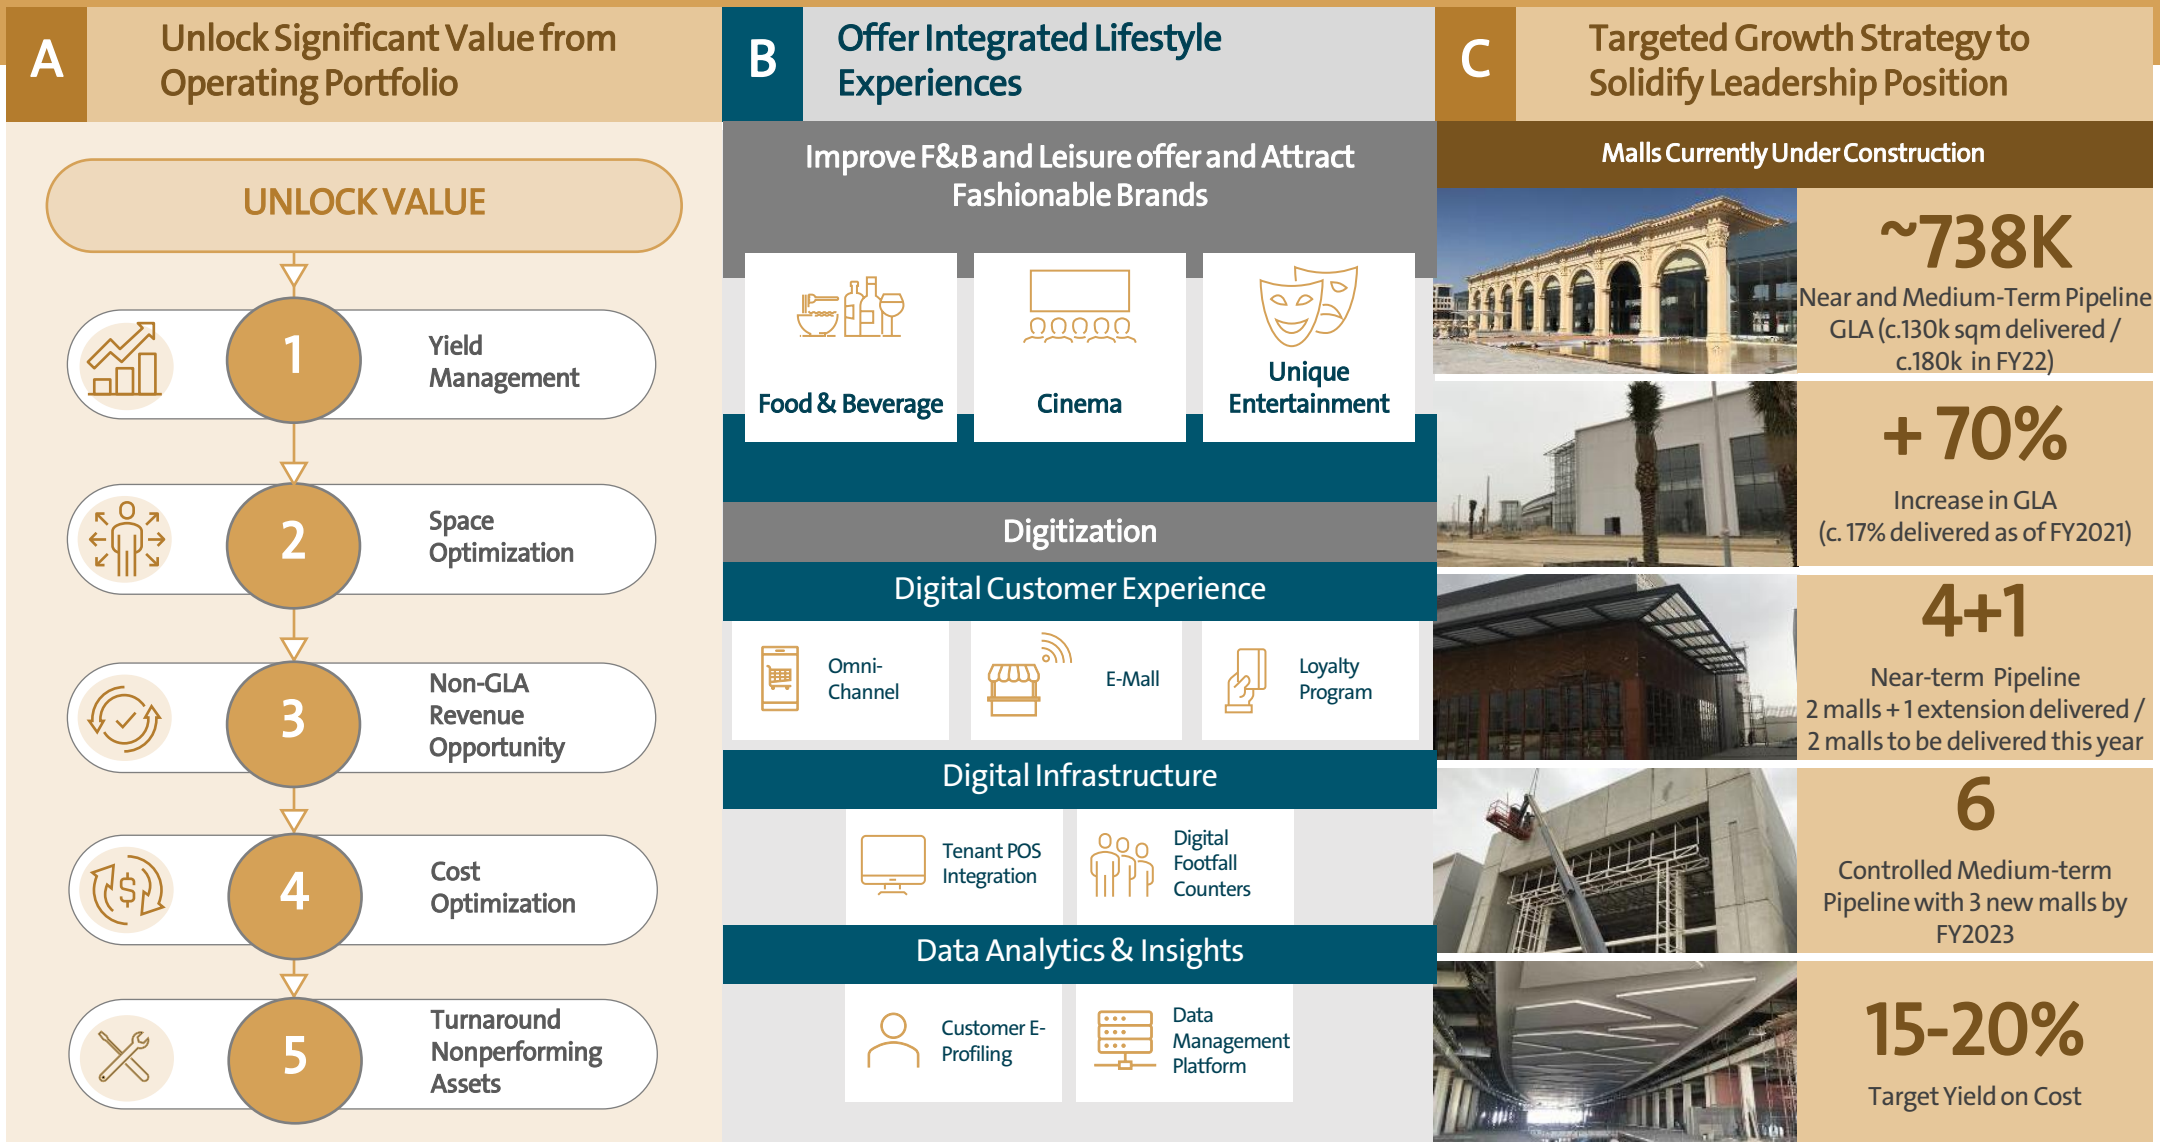 A
Unlock Significant Value from
Operating Portfolio
UNLOCK VALUE
1
Yield
Management
2
Space
Optimization
3
Non-GLA
Revenue
Opportunity
4
Cost
Optimization
5
Turnaround
Nonperforming
Assets
B
Offer Integrated Lifestyle
Experiences
Improve F&B and Leisure offer and Attract
Fashionable Brands
Food & Beverage
Cinema
Unique
Entertainment
Digitization
Digital Customer Experience
Omni-
Channel
E-Mall
Loyalty
Program
Digital Infrastructure
Tenant POS
Integration
Digital
Footfall
Counters
Data Analytics & Insights
Customer E-
Profiling
Data
Management
Platform
C
Targeted Growth Strategy to
Solidify Leadership Position
Malls Currently Under Construction
~738K
Near and Medium-Term Pipeline
GLA (c.130k sqm delivered /
c.180k in FY22)
+ 70%
Increase in GLA
(c. 17% delivered as of FY2021)
4+1
Near-term Pipeline
2 malls + 1 extension delivered /
2 malls to be delivered this year
6
Controlled Medium-term
Pipeline with 3 new malls by
FY2023
15-20%
Target Yield on Cost